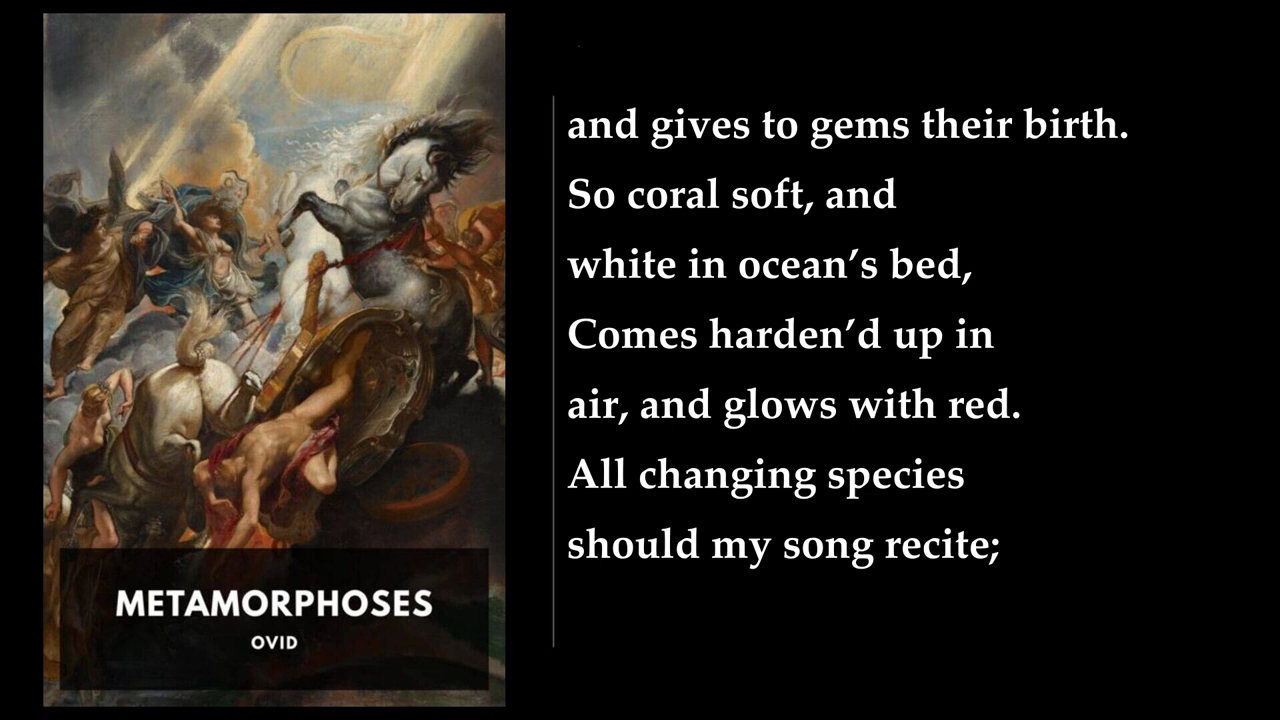 METAMORPHOSES
OVID
and gives to gems their birth.
So coral soft, and
white in ocean’s bed,
Comes harden’d up in
air, and glows with red.
All changing species
should my song recite;